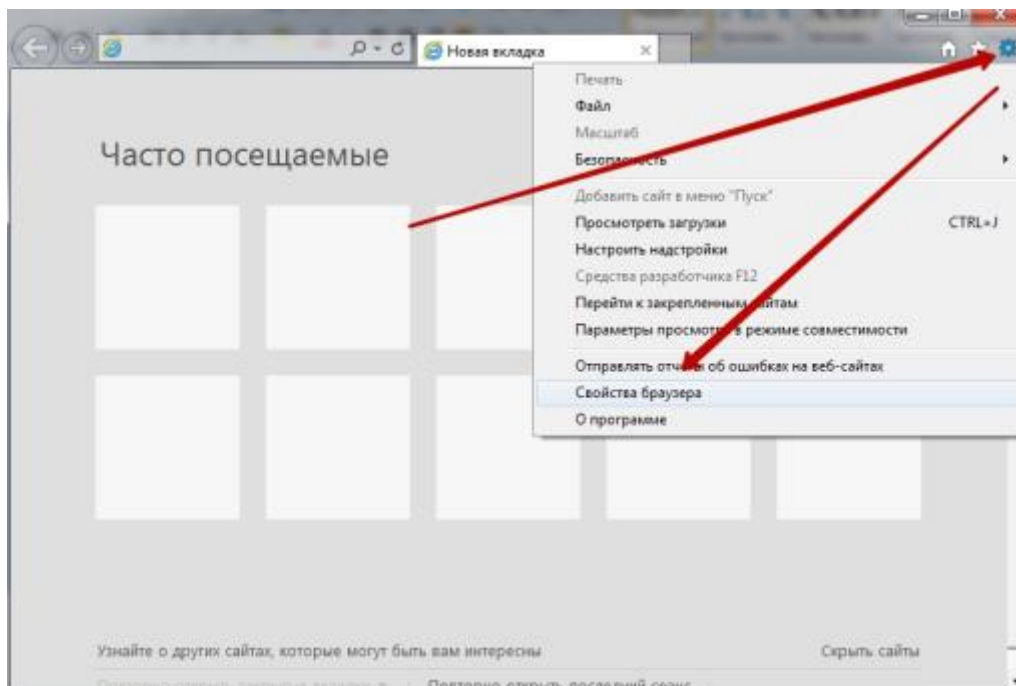 Новая вкладка
Печать
Файл
Масштаб
Безопасность
Добавить сайт в меню "Пуск"
Просмотреть загрузки CTRL+J
Настроить надстройки
Средства разработчика F12
Перейти к закрепленным сайтам
Параметры просмотра в режиме совместимости
Отправлять отчеты об ошибках на веб-сайтах
Свойства браузера
О программе
Часто посещаемые
Узнайте о других сайтах, которые могут быть вам интересны Скрыть сайты
Повторно открыть последний сеанс